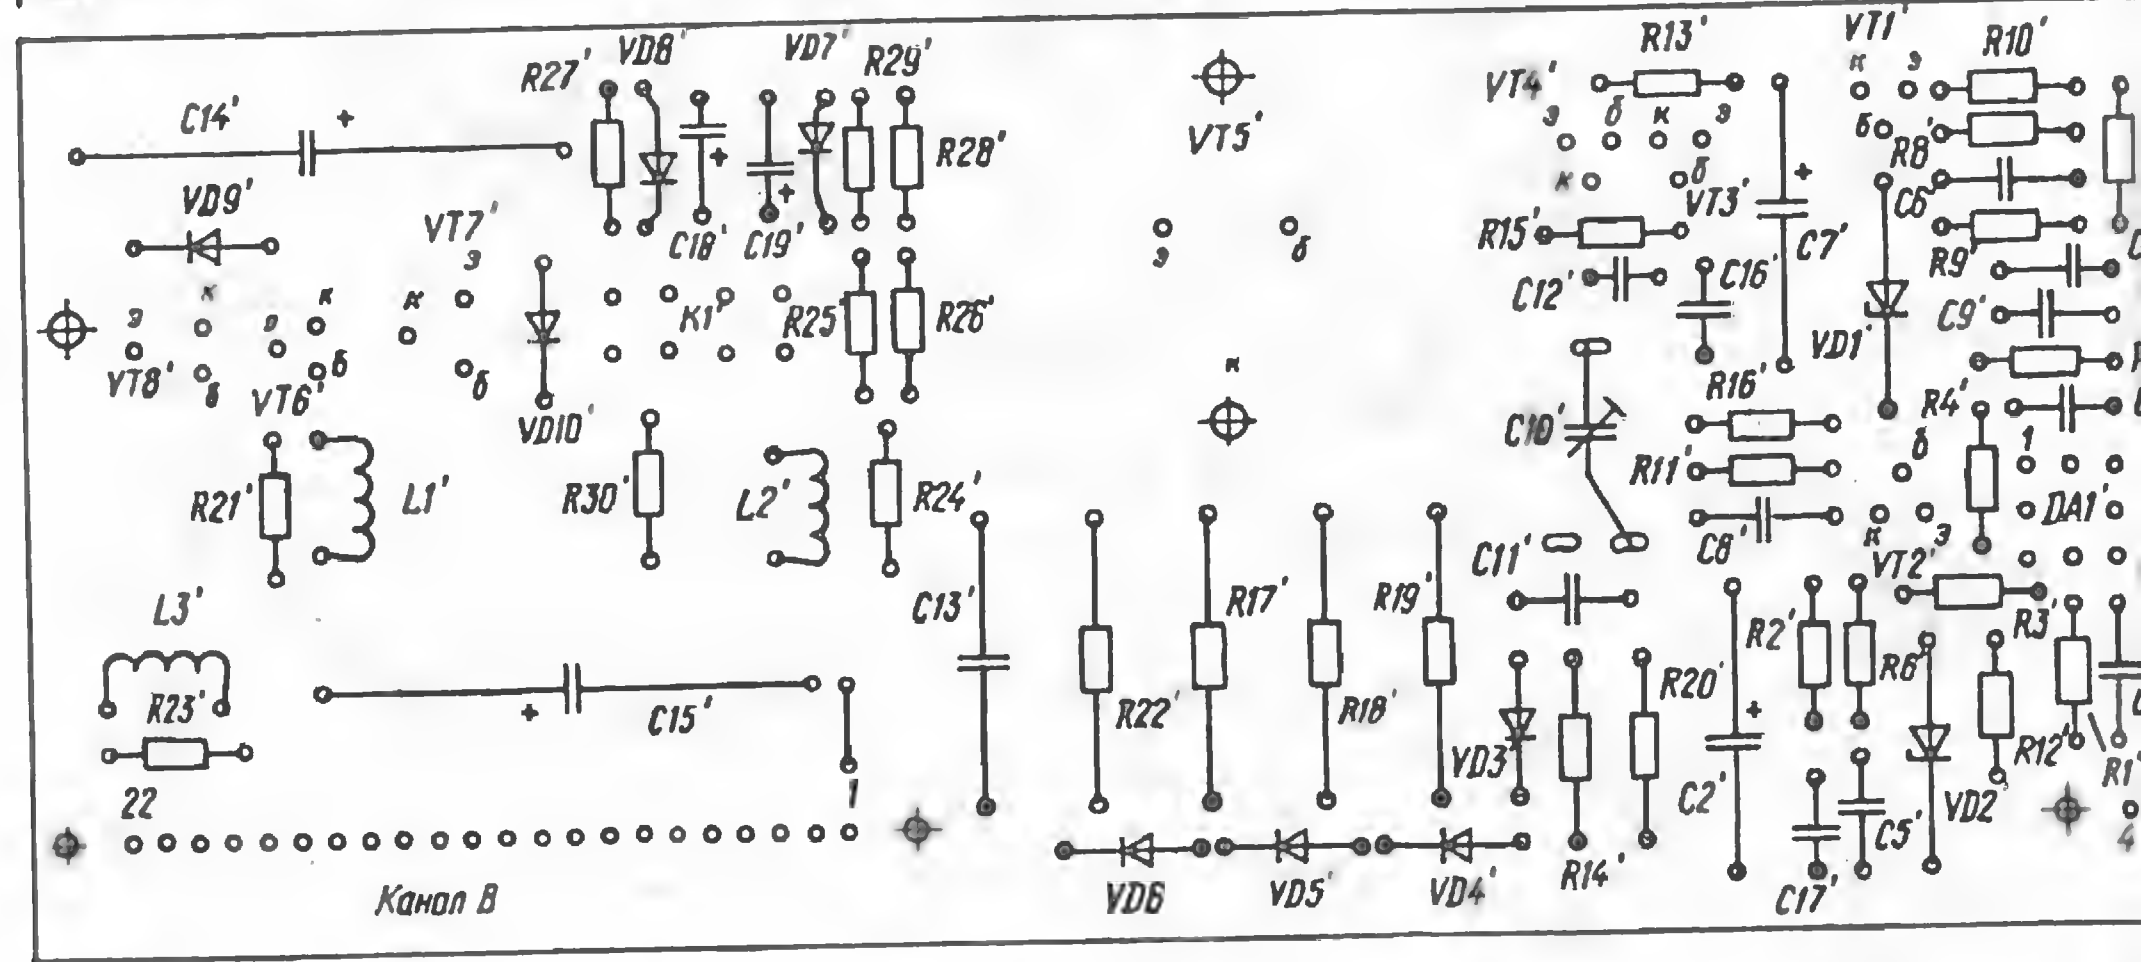 R27'
VD8'
VD7'
R29'
R13'
VT1'
R10'
C14'
+
VT5'
VT4'
к
э
э
б
к
э
б
R8'
R28'
VD9'
+
+
к
б
VT3'
+
C6'
VT7'
э
C18'
C19'
э
б
R15'
C7'
R9'
C12'
C16'
C9'
э
к
э
к
к
K1'
R25'
R26'
VD1'
VT8'
б
VT6'
б
б
VD10'
к
R16'
R4'
C10'
б
1
R21'
L1'
R30'
L2'
R24'
R11'
DA1'
C8'
к
э
VT2'
C11'
L3'
C13'
R17'
R19'
R2'
R3'
R23'
+
C15'
R22'
R18'
R20'
R6'
+
VD3'
R12'
R1'
22
1
C2'
C5'
VD2'
4
Канал В
VD6
VD5'
VD4'
R14'
C17'